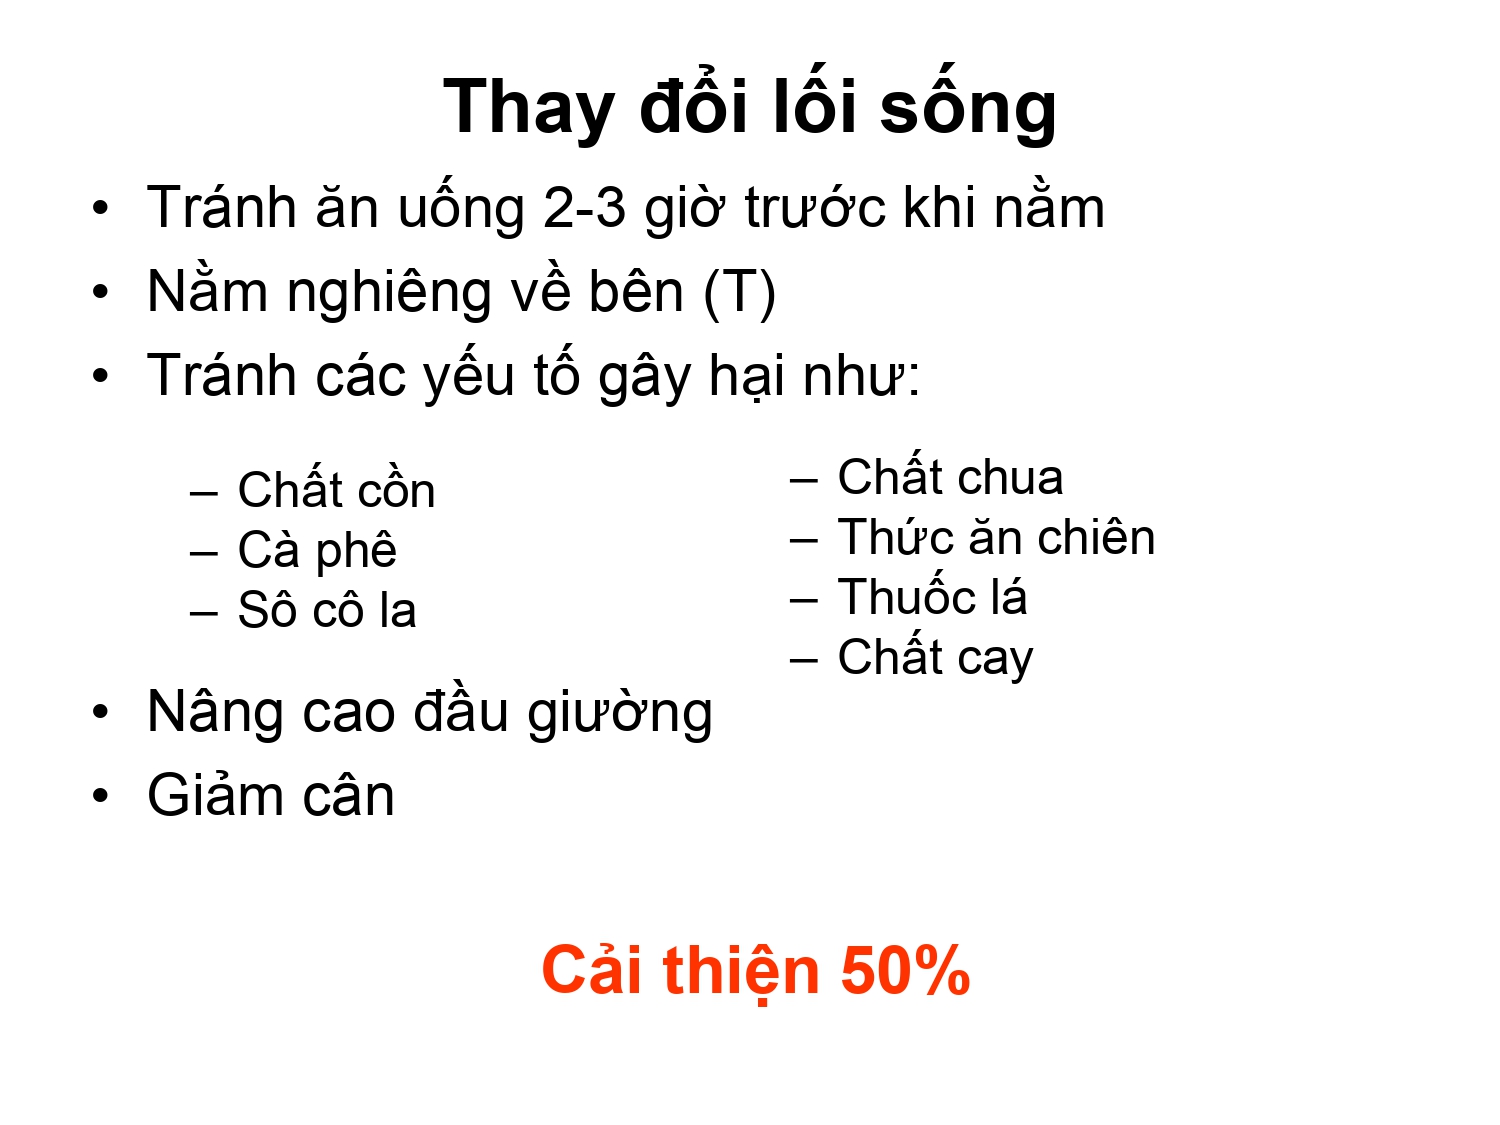 Thay đổi lối sống
• Tránh ăn uống 2-3 giờ trước khi nằm
• Nằm nghiêng về bên (T)
• Tránh các yếu tố gây hại như:
– Chất cồn
– Cà phê
– Sô cô la
– Chất chua
– Thức ăn chiên
– Thuốc lá
– Chất cay
• Nâng cao đầu giường
• Giảm cân
Cải thiện 50%